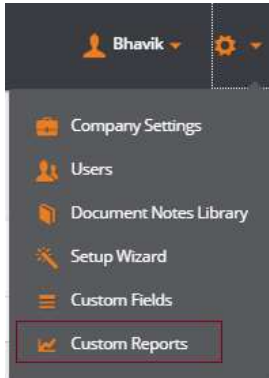 Bhavik
Company Settings
Users
Document Notes Library
Setup Wizard
Custom Fields
Custom Reports